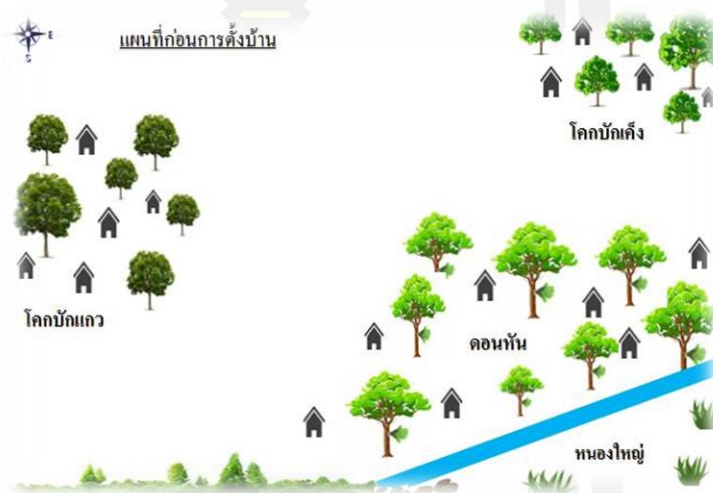 แผนที่ก่อนการตั้งบ้าน
E
S
โคกบักเค็ง
โคกบักแกว
ดอนหัน
หนองใหญ่